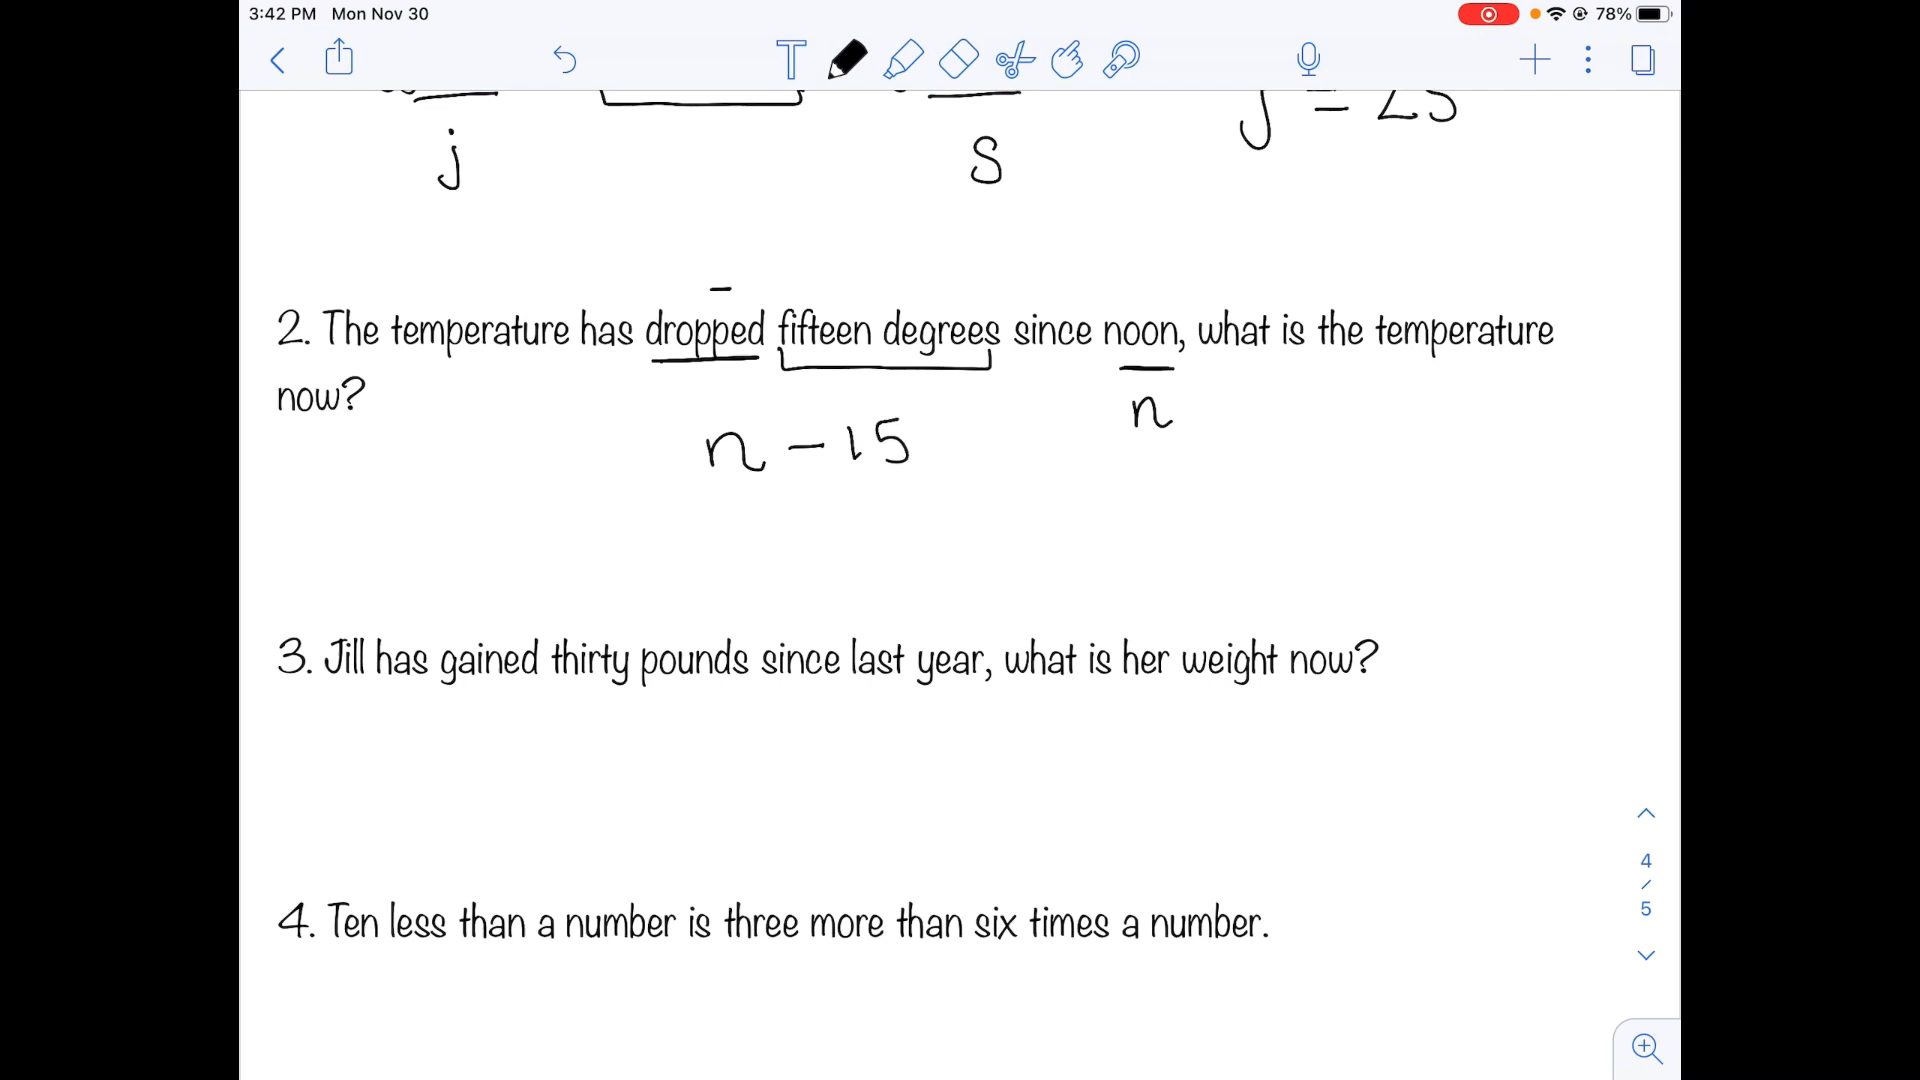 3:42 PM Mon Nov 30 78%
T
j = 2s
j
s
–
2. The temperature has dropped fifteen degrees since noon, what is the temperature
now?
n
n – 15
3. Jill has gained thirty pounds since last year, what is her weight now?
4
/
5
4. Ten less than a number is three more than six times a number.